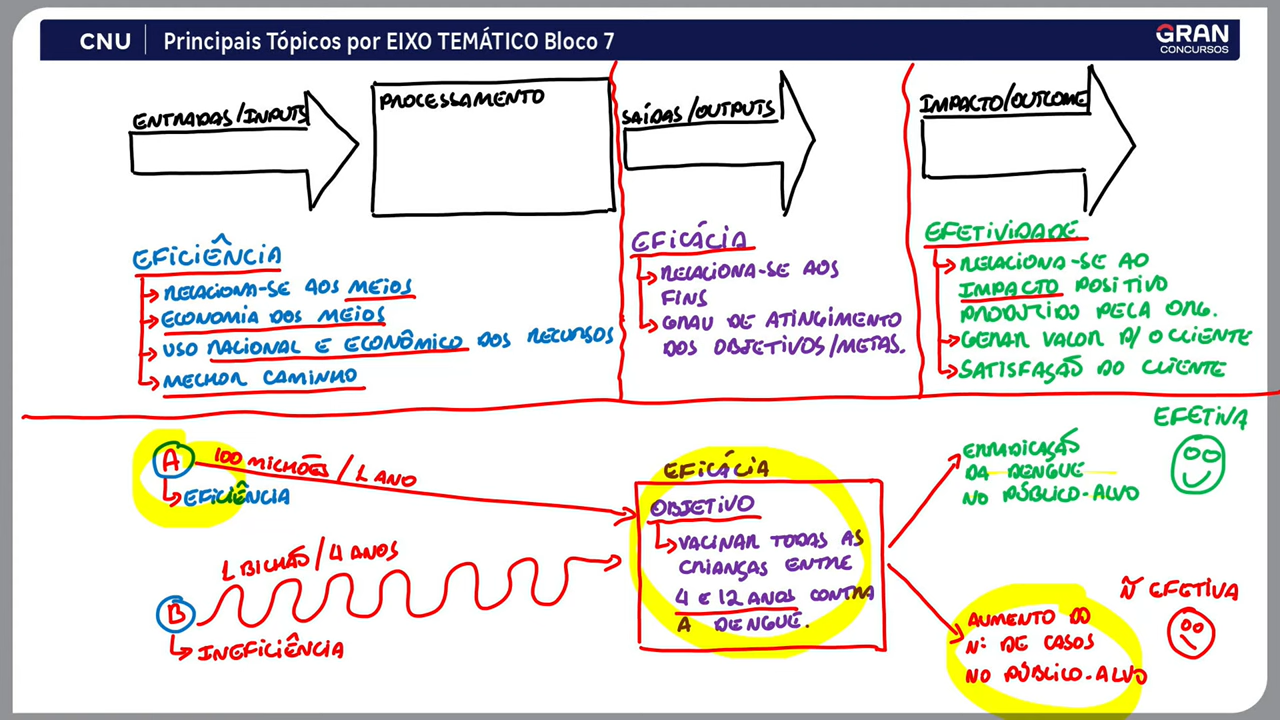 CNU | Principais Tópicos por EIXO TEMÁTICO Bloco 7
GRAN
CONCURSOS
ENTRADAS/INPUTS
PROCESSAMENTO
SAÍDAS/OUTPUTS
IMPACTO/OUTCOME
EFICIÊNCIA
RELACIONA-SE AOS MEIOS
ECONOMIA DOS MEIOS
USO RACIONAL E ECONÔMICO DOS RECURSOS
MELHOR CAMINHO
EFICÁCIA
RELACIONA-SE AOS
FINS
GRAU DE ATINGIMENTO
DOS OBJETIVOS/METAS.
EFETIVIDADE
RELACIONA-SE AO
IMPACTO POSITIVO
PRODUZIDO PELA ORG.
GERAR VALOR P/ O CLIENTE
SATISFAÇÃO DO CLIENTE
A
100 MILHÕES / 1 ANO
EFICIÊNCIA
1 BILHÃO / 4 ANOS
B
INEFICIÊNCIA
EFICÁCIA
OBJETIVO
VACINAR TODAS AS
CRIANÇAS ENTRE
4 E 12 ANOS CONTRA
A DENGUE.
EFETIVA
ERRADICAÇÃO
DA DENGUE
NO PÚBLICO-ALVO
Ñ EFETIVA
AUMENTO DO
Nº DE CASOS
NO PÚBLICO-ALVO